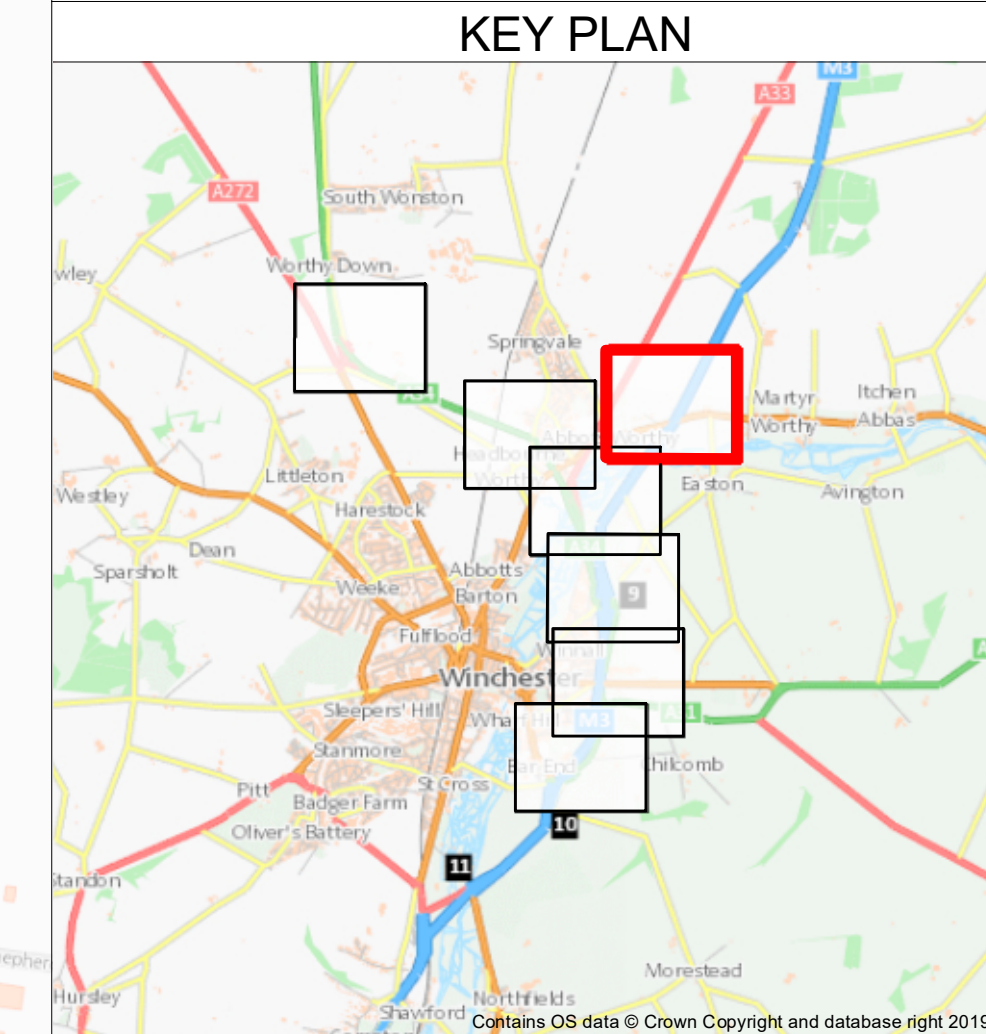 KEY PLAN
M3
A33
A272
South Wonston
Worthy Down
wley
Springvale
A34
Martyr
Worthy
Itchen
Abbas
Abbots Worthy
Headbourne
Worthy
Littleton
Easton
Avington
Westley
Harestock
Dean
Sparsholt
Abbotts
Barton
Weeke
9
Fulflood
Winnall
Winchester
Sleepers' Hill
Wharf Hill
M3
A31
Stanmore
Bar End
Chilcomb
Pitt
St Cross
Badger Farm
Oliver's Battery
10
11
Standon
epher
Morestead
Hursley
Northfields
Shawford
Contains OS data © Crown Copyright and database right 2019